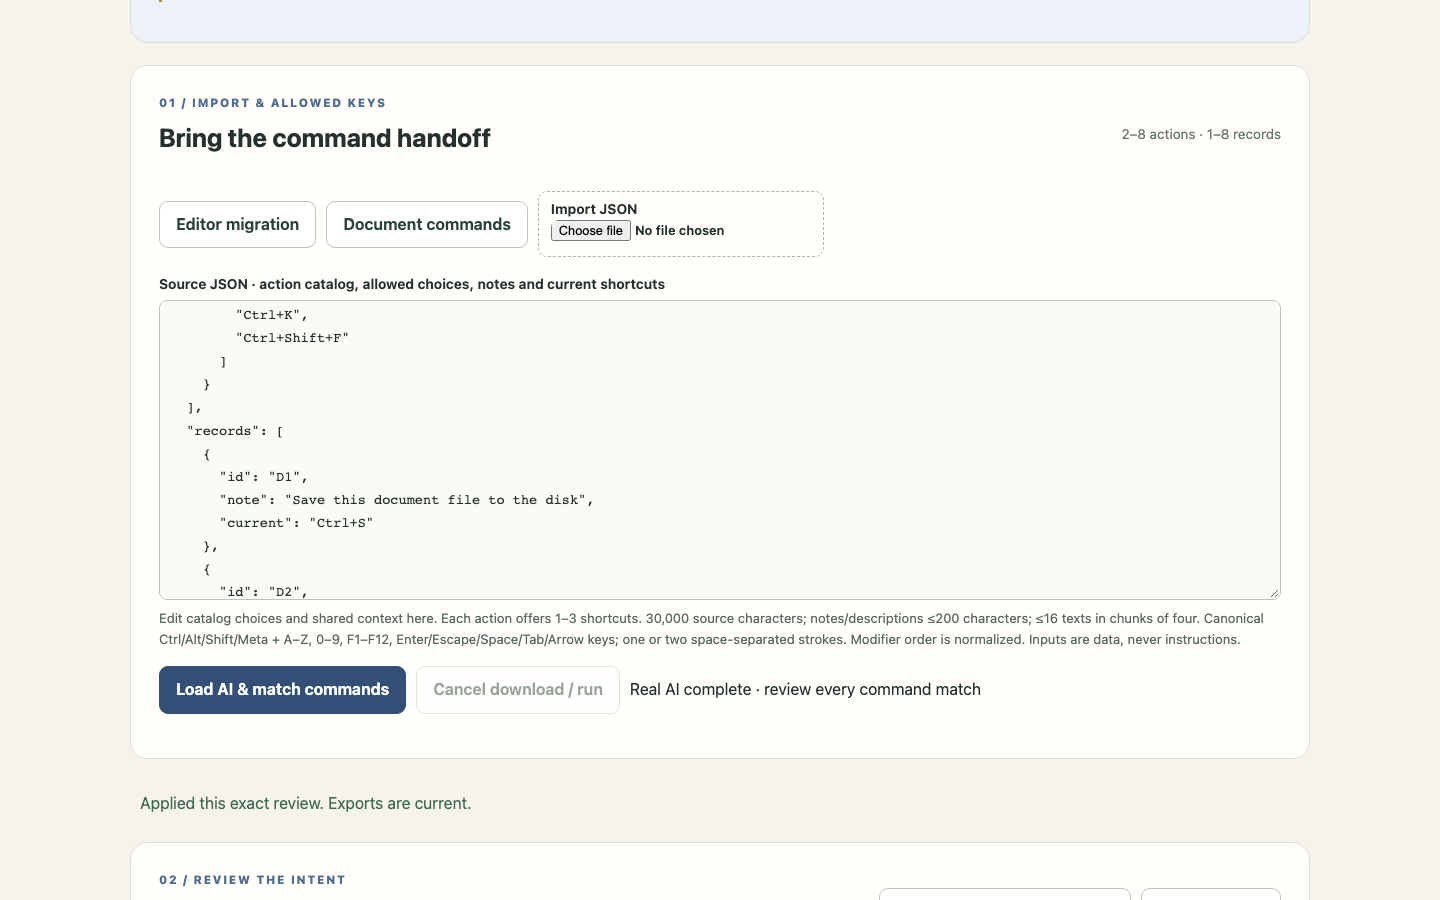 01 / IMPORT & ALLOWED KEYS
Bring the command handoff
2–8 actions · 1–8 records
Editor migration
Document commands
Import JSON
Choose file No file chosen
Source JSON · action catalog, allowed choices, notes and current shortcuts
"Ctrl+K",
"Ctrl+Shift+F"
]
}
],
"records": [
{
"id": "D1",
"note": "Save this document file to the disk",
"current": "Ctrl+S"
},
{
"id": "D2",
Edit catalog choices and shared context here. Each action offers 1–3 shortcuts. 30,000 source characters; notes/descriptions ≤200 characters; ≤16 texts in chunks of four. Canonical
Ctrl/Alt/Shift/Meta + A–Z, 0–9, F1–F12, Enter/Escape/Space/Tab/Arrow keys; one or two space-separated strokes. Modifier order is normalized. Inputs are data, never instructions.
Load AI & match commands
Cancel download / run
Real AI complete · review every command match
Applied this exact review. Exports are current.
02 / REVIEW THE INTENT